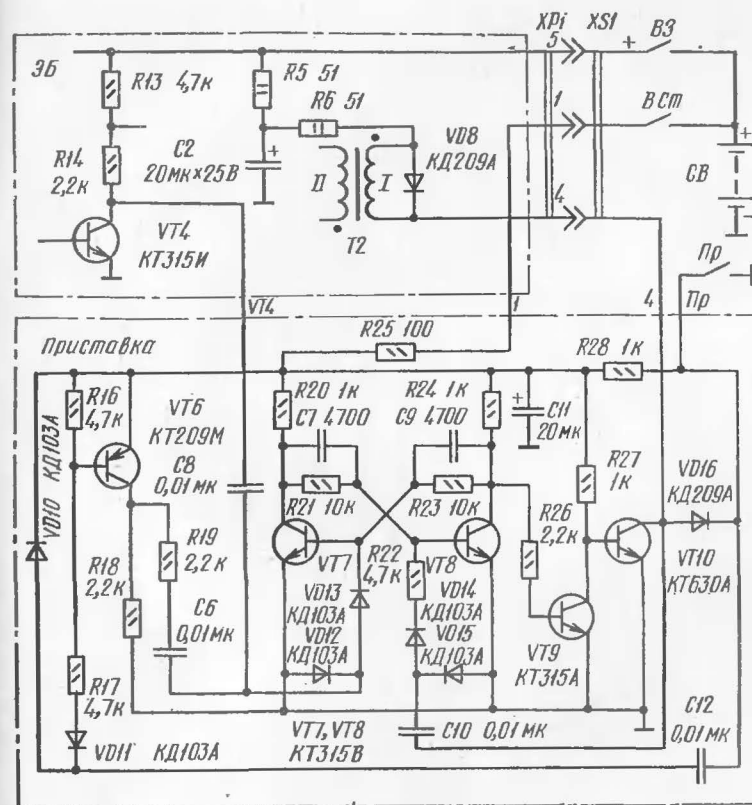 ЭБ
R13 4,7к
R14 2,2к
VT4 КТ315И
R5 51
R6 51
C2 20мк×25В
II
I
T2
VD8 КД209А
XP1
XS1
5
1
4
+
ВЗ
ВСт
+
СВ
–
Пр
VT4
1
4
Пр
Приставка
R25 100
R28 1к
R16 4,7к
VT6 КТ209М
VD10 КД103А
C8 0,01мк
R20 1к
C7 4700
R24 1к
C9 4700
+
C11 20мк
R27 1к
VD16 КД209А
R21 10к
R23 10к
R26 2,2к
R18 2,2к
R19 2,2к
C6 0,01мк
VT7
R22 4,7к
VT8
VT10 КТ630А
VD13 КД103А
VD14 КД103А
VD12 КД103А
VD15 КД103А
VT9 КТ315А
R17 4,7к
VD11 КД103А
VT7, VT8 КТ315В
C10 0,01мк
C12 0,01мк